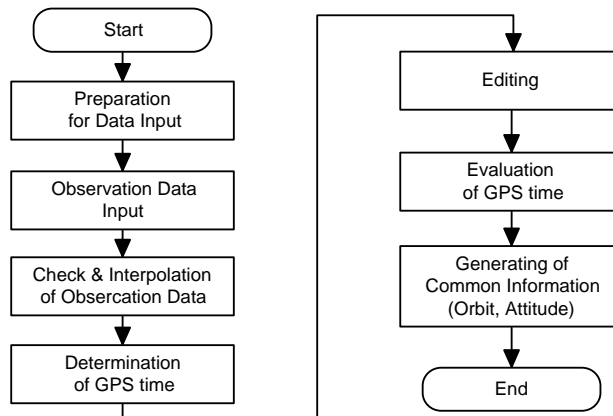 Start
Preparation
for Data Input
Observation Data
Input
Check & Interpolation
of Obsercation Data
Determination
of GPS time
Editing
Evaluation
of GPS time
Generating of
Common Information
(Orbit, Attitude)
End